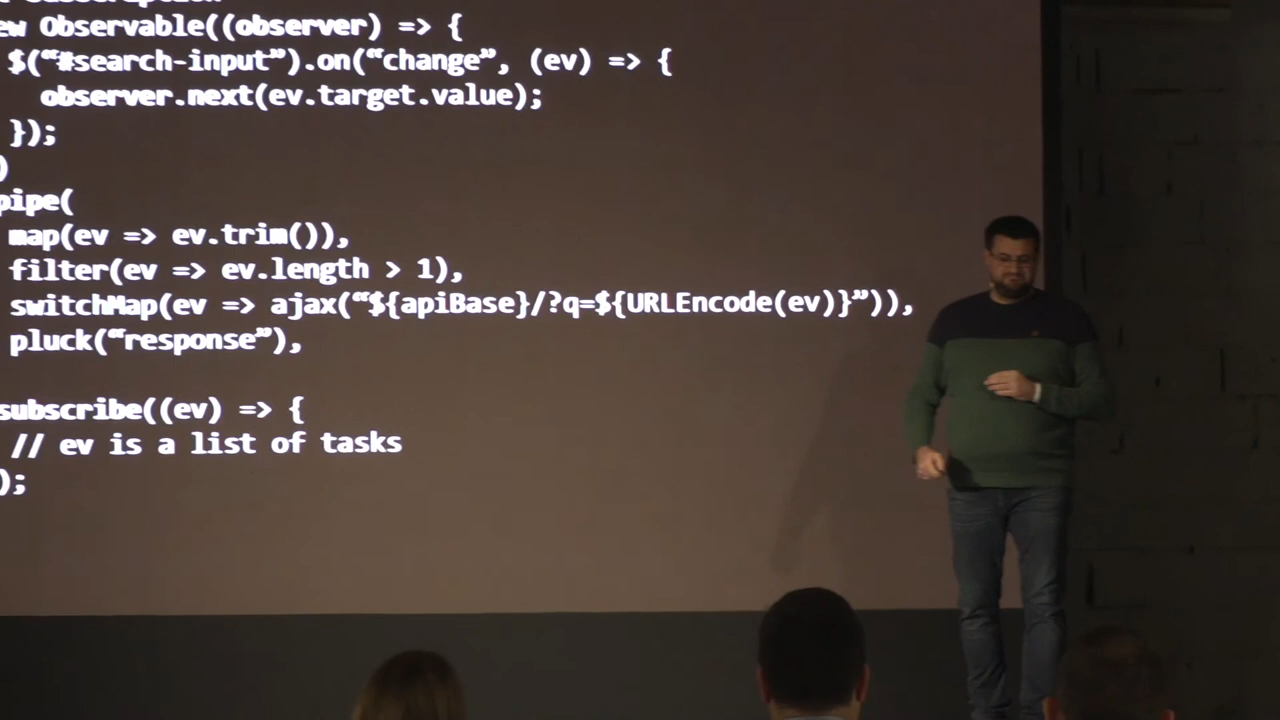 ew Observable((observer) => {
$(“#search-input”).on(“change”, (ev) => {
observer.next(ev.target.value);
});
)
pipe(
map(ev => ev.trim()),
filter(ev => ev.length > 1),
switchMap(ev => ajax(“${apiBase}/?q=${URLEncode(ev)}”)),
pluck(“response”),
subscribe((ev) => {
// ev is a list of tasks
);